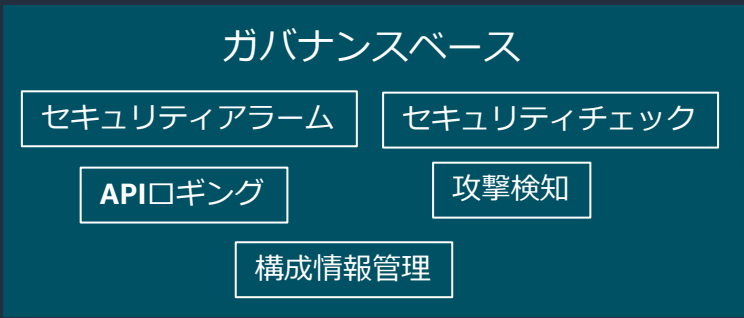 ガバナンスベース
セキュリティアラーム
セキュリティチェック
APIロギング
攻撃検知
構成情報管理